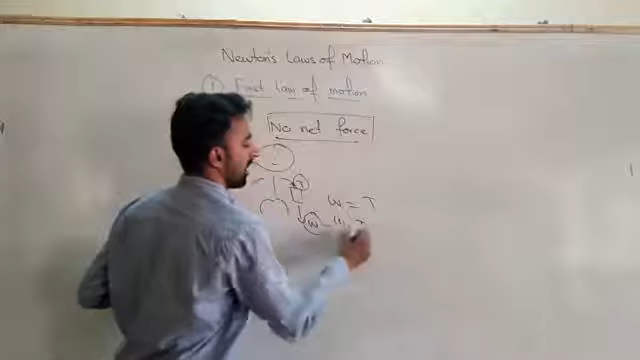 Newton's Laws of Motion
① First law of motion
No net force
T
W = T
W